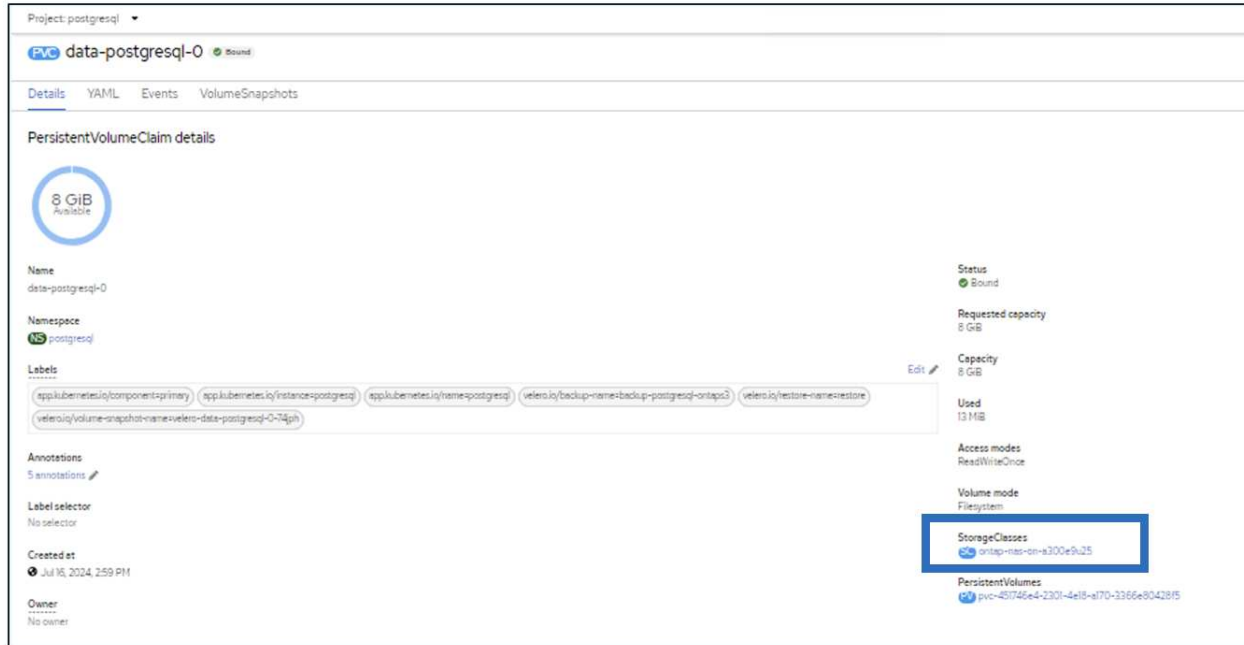 Project: postgresql
PVC data-postgresql-0 Bound
Details YAML Events VolumeSnapshots
PersistentVolumeClaim details
8 GiB
Available
Name
data-postgresql-0
Namespace
NS postgresql
Labels
Edit
app.kubernetes.io/component=primary app.kubernetes.io/instance=postgresql app.kubernetes.io/name=postgresql velero.io/backup-name=backup-postgresql-ontaps3 velero.io/restore-name=restore
velero.io/volume-snapshot-name=velero-data-postgresql-0-74jph
Annotations
5 annotations
Label selector
No selector
Created at
Jul 16, 2024, 2:59 PM
Owner
No owner
Status
Bound
Requested capacity
8 GiB
Capacity
8 GiB
Used
13 MiB
Access modes
ReadWriteOnce
Volume mode
Filesystem
StorageClasses
SC ontap-nas-on-a300e9u25
PersistentVolumes
PV pvc-451746e4-2301-4e18-a170-3366e80428f5